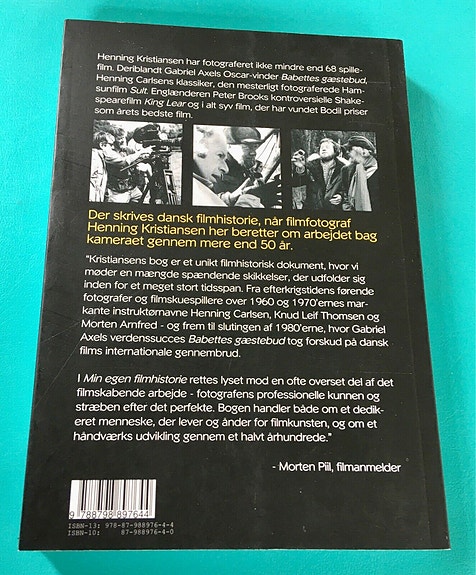 Henning Kristiansen har fotograferet ikke mindre end 68 spille-
film. Deriblandt Gabriel Axels Oscar-vinder Babettes gæstebud,
Henning Carlsens klassiker, den mesterligt fotograferede Ham-
sunfilm Sult. Englænderen Peter Brooks kontroversielle Shake-
spearefilm King Lear og i alt syv film, der har vundet Bodil priser
som årets bedste film.
Der skrives dansk filmhistorie, når filmfotograf
Henning Kristiansen her beretter om arbejdet bag
kameraet gennem mere end 50 år.
"Kristiansens bog er et unikt filmhistorisk dokument, hvor vi
møder en mængde spændende skikkelser, der udfolder sig
inden for et meget stort tidsspan. Fra efterkrigstidens førende
fotografer og filmskuespillere over 1960 og 1970'ernes mar-
kante instruktørnavne Henning Carlsen, Knud Leif Thomsen og
Morten Arnfred - og frem til slutingen af 1980'erne, hvor Gabriel
Axels verdenssucces Babettes gæstebud tog forskud på dansk
films internationale gennembrud.
I Min egen filmhistorie rettes lyset mod en ofte overset del af det
filmskabende arbejde - fotografens professionelle kunnen og
stræben efter det perfekte. Bogen handler både om et dedik-
eret menneske, der lever og ånder for filmkunsten, og om et
håndværks udvikling gennem et halvt århundrede."
- Morten Piil, filmanmelder
9 788798 897644
ISBN-13: 978-87-988976-4-4
ISBN-10: 87-988976-4-0